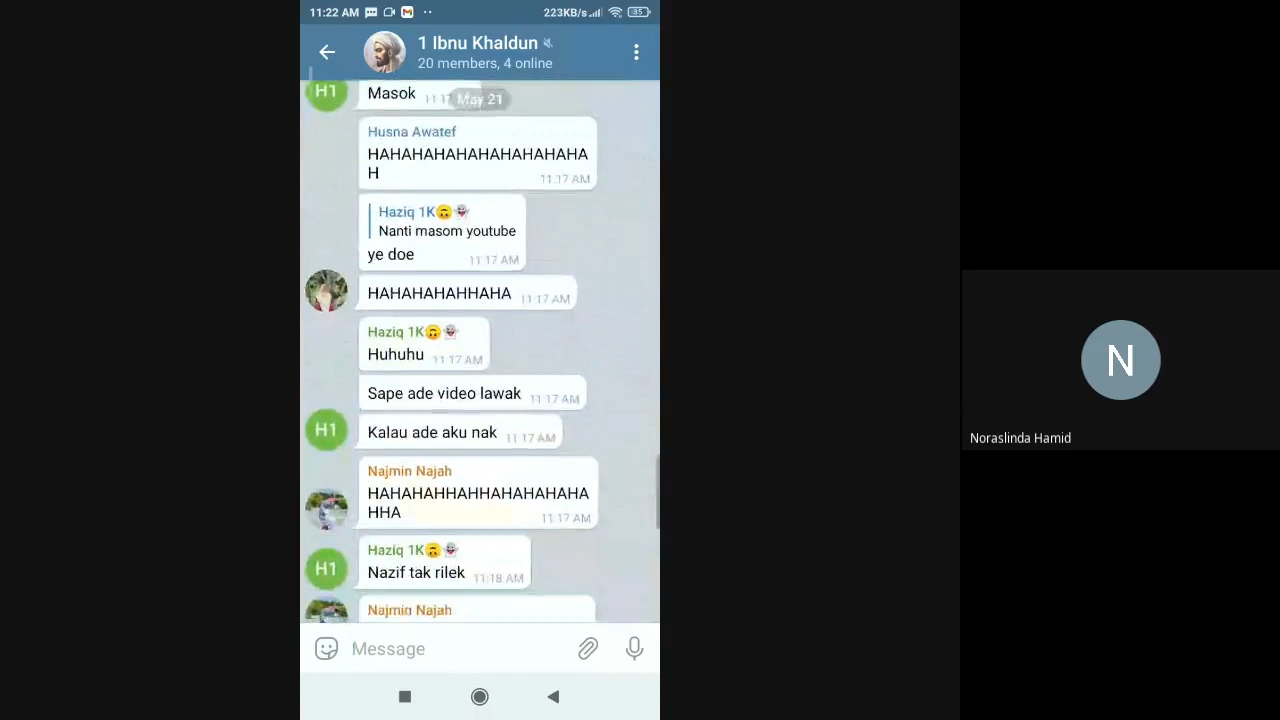 11:22 AM
223KB/s
35
1 Ibnu Khaldun
20 members, 4 online
H1
Masok
May 21
Husna Awatef
HAHAHAHAHAHAHAHAHAHA
H
11:17 AM
Haziq 1K🙃👻
Nanti masom youtube
ye doe
11:17 AM
HAHAHAHAHHAHA 11:17 AM
Haziq 1K🙃👻
Huhuhu 11:17 AM
Sape ade video lawak 11:17 AM
H1
Kalau ade aku nak 11:17 AM
Najmin Najah
HAHAHAHHAHHAHAHAHAHA
HHA
11:17 AM
Haziq 1K🙃👻
H1
Nazif tak rilek 11:18 AM
Najmin Najah
Message
N
Noraslinda Hamid